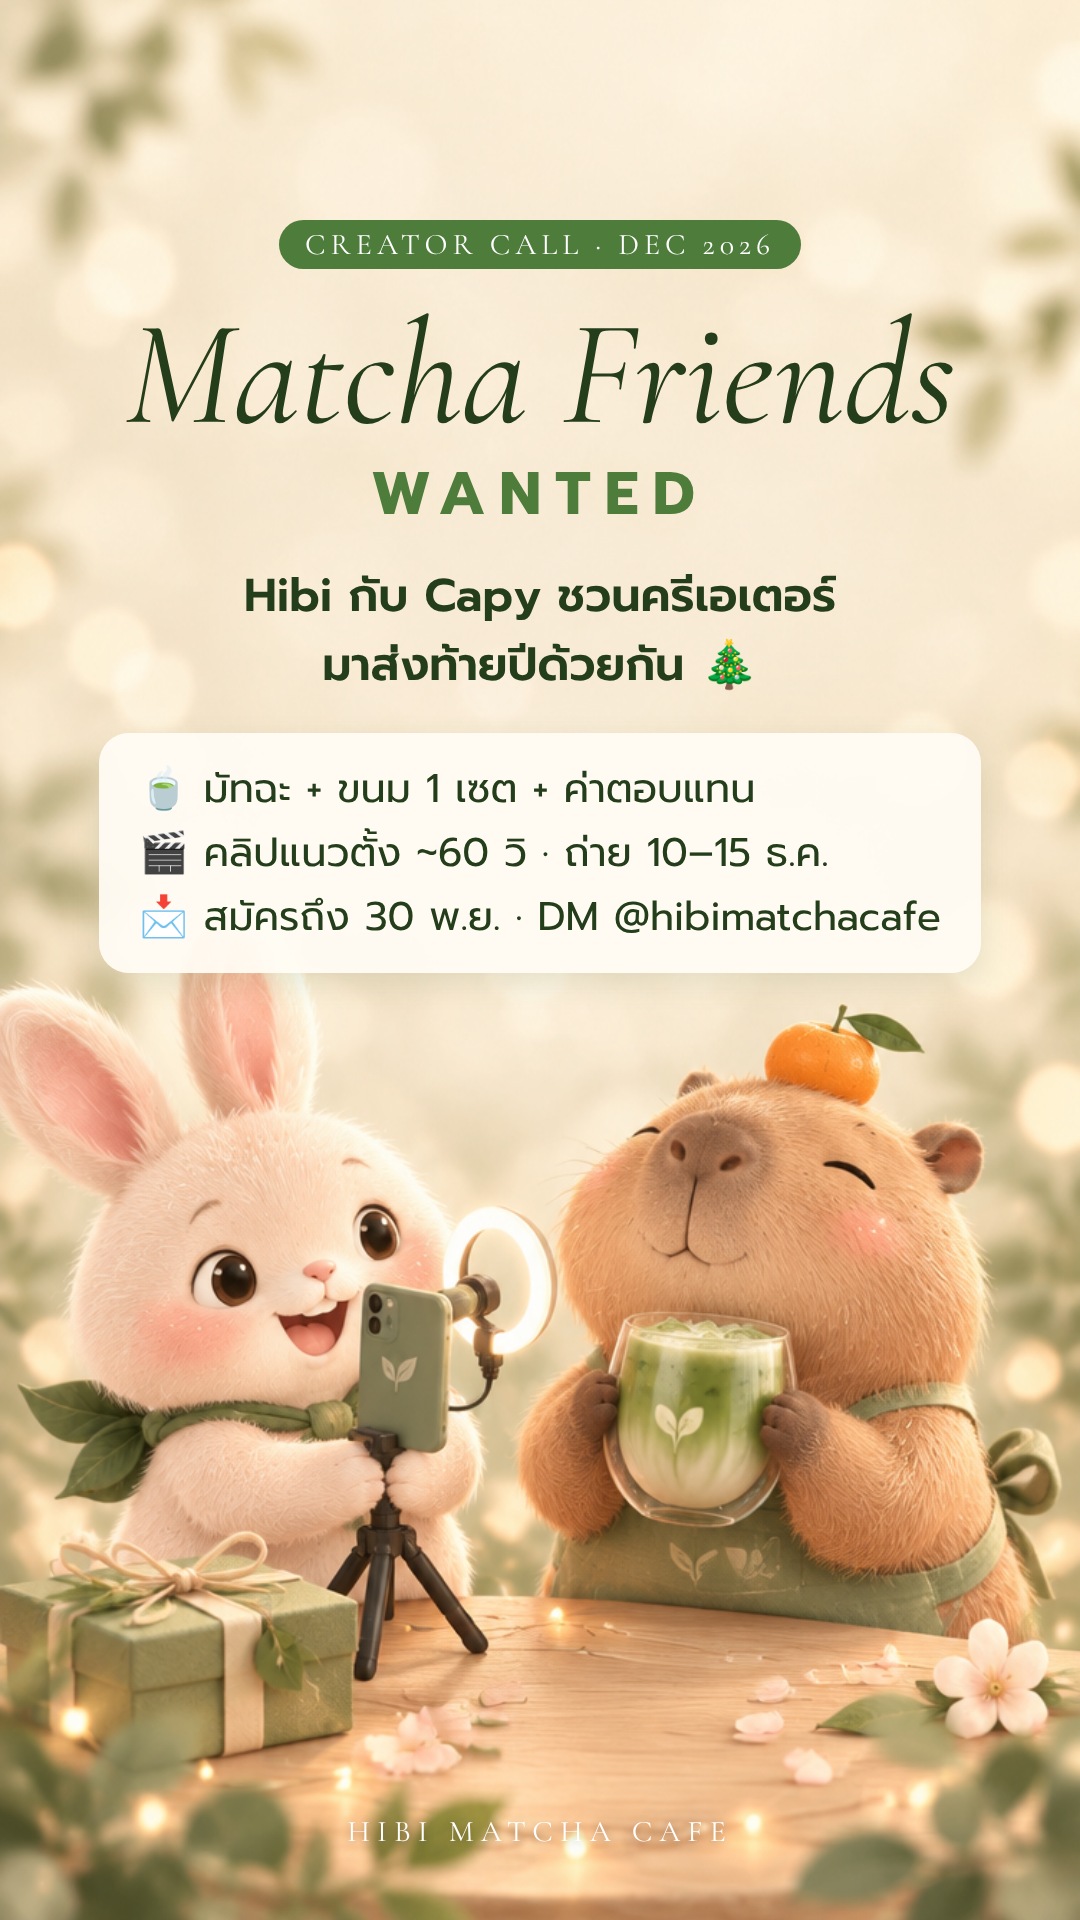 CREATOR CALL · DEC 2026
Matcha Friends
WANTED
Hibi กับ Capy ชวนครีเอเตอร์
มาส่งท้ายปีด้วยกัน 🎄
🍵 มัทฉะ + ขนม 1 เซต + ค่าตอบแทน
🎬 คลิปแนวตั้ง ~60 วิ · ถ่าย 10–15 ธ.ค.
📩 สมัครถึง 30 พ.ย. · DM @hibimatchacafe
HIBI MATCHA CAFE